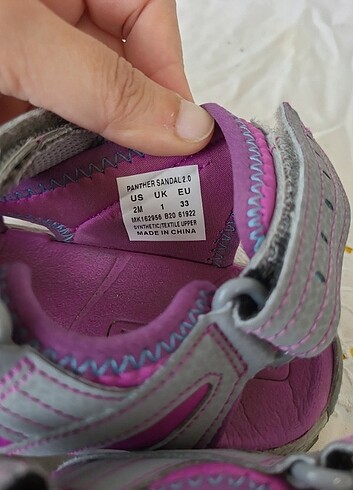 PANTHER SANDAL 2.0
US UK EU
2M 1 33
MK162956 B20 61922
SYNTHETIC/TEXTILE UPPER
MADE IN CHINA